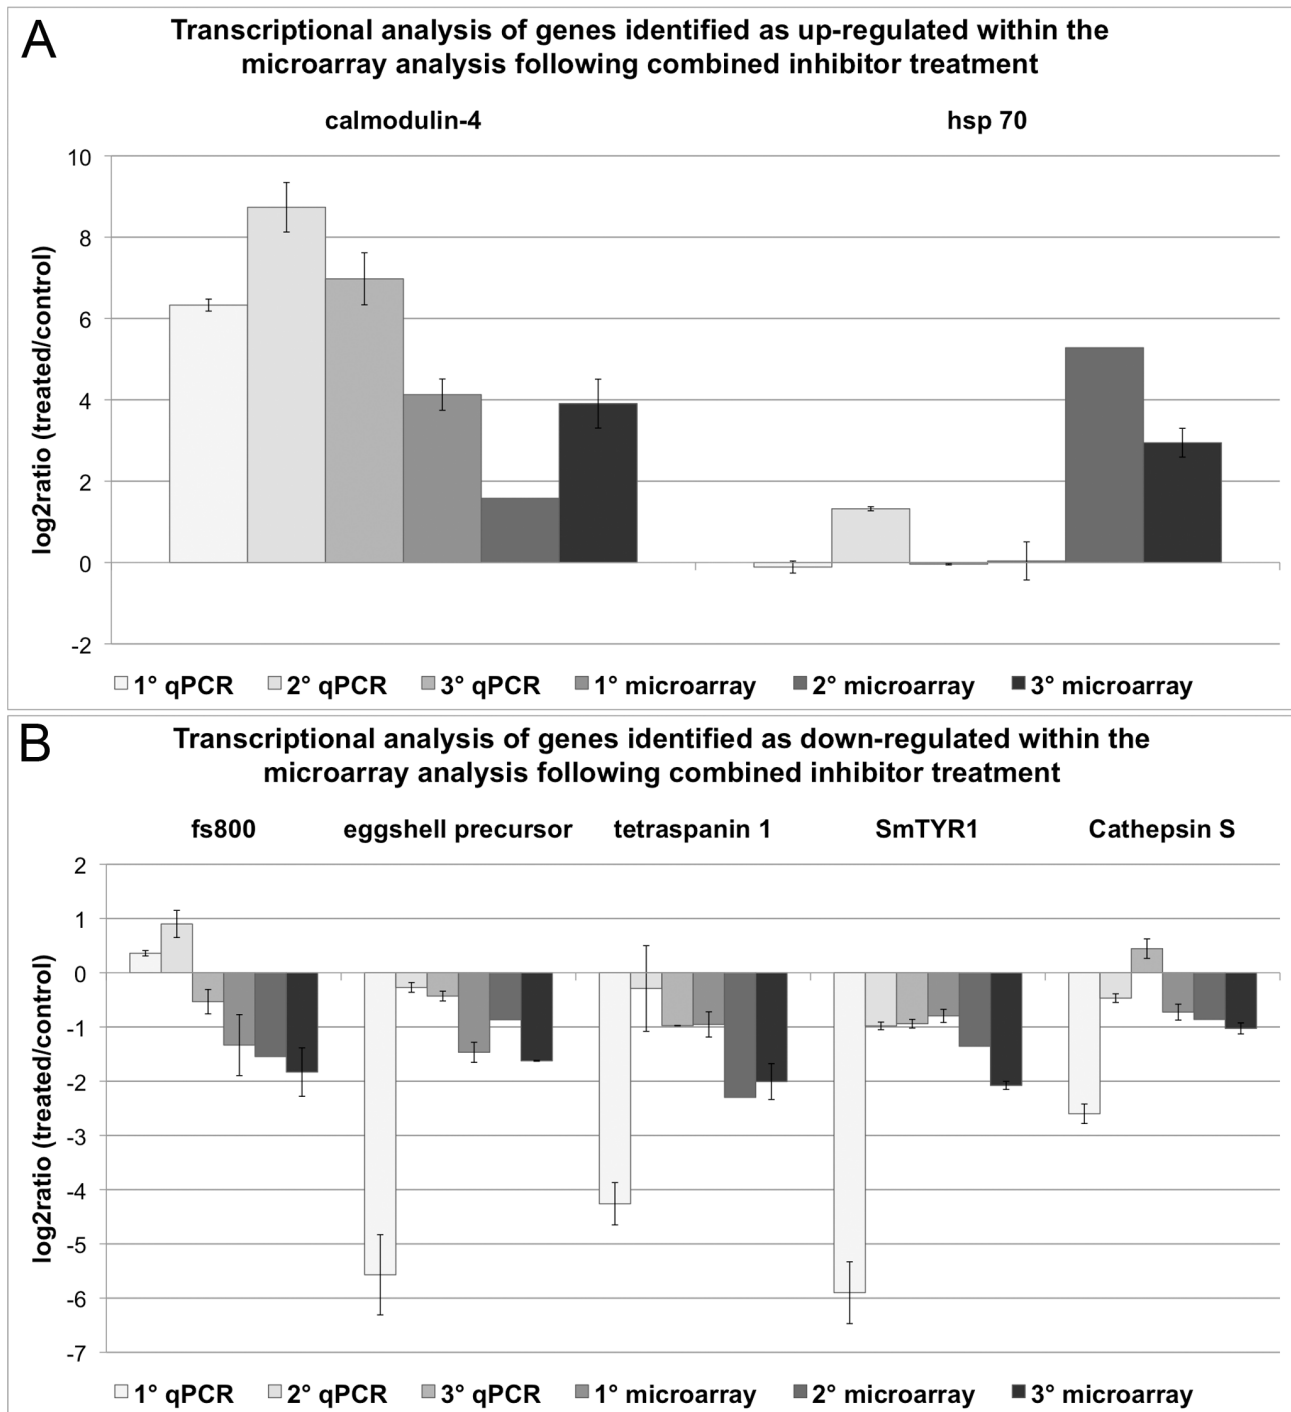 A
Transcriptional analysis of genes identified as up-regulated within the
microarray analysis following combined inhibitor treatment
calmodulin-4
hsp 70
log2ratio (treated/control)
10
8
6
4
2
0
-2
1° qPCR 2° qPCR 3° qPCR 1° microarray 2° microarray 3° microarray
B
Transcriptional analysis of genes identified as down-regulated within the
microarray analysis following combined inhibitor treatment
fs800 eggshell precursor tetraspanin 1 SmTYR1 Cathepsin S
log2ratio (treated/control)
2
1
0
-1
-2
-3
-4
-5
-6
-7
1° qPCR 2° qPCR 3° qPCR 1° microarray 2° microarray 3° microarray